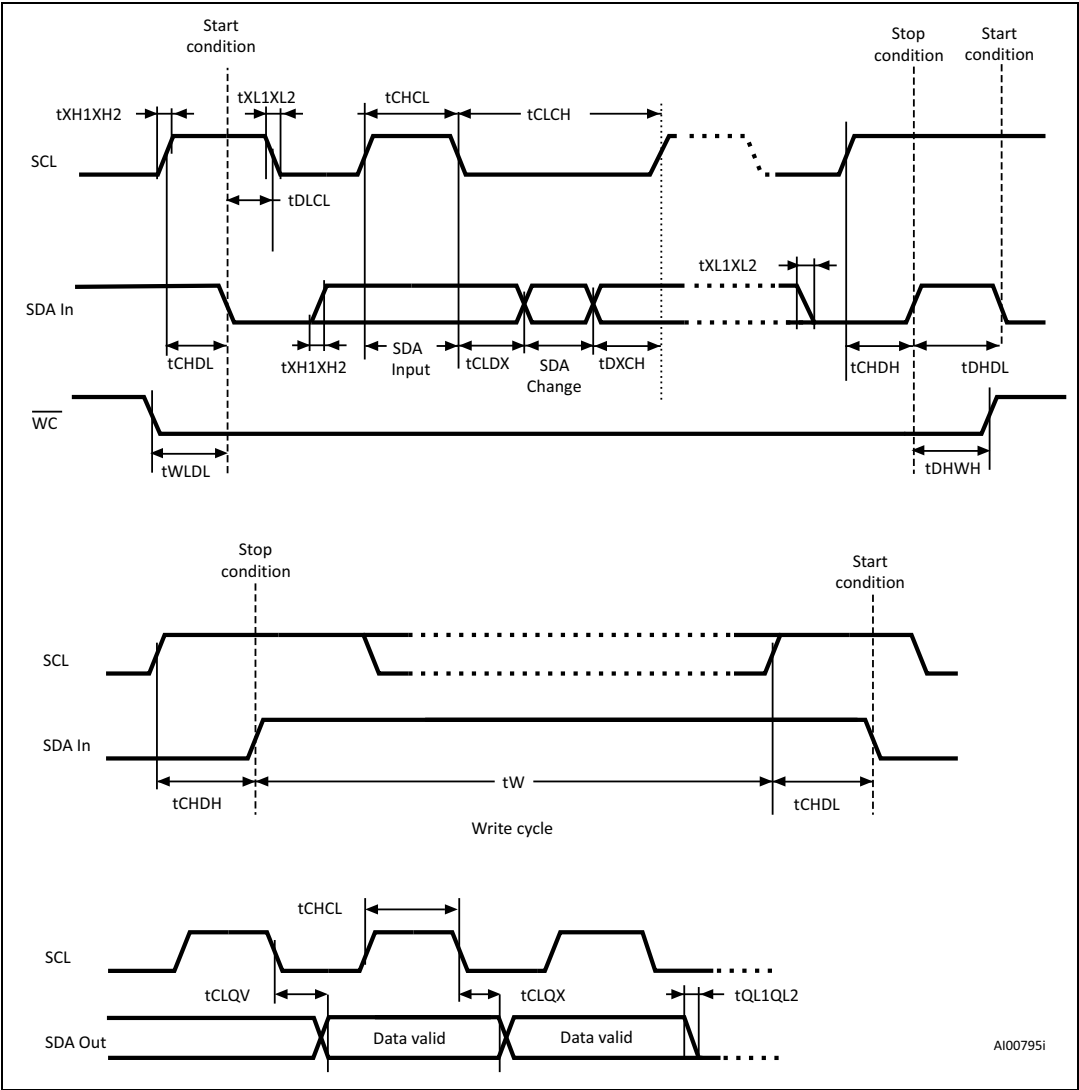 Start
condition
Stop
condition
Start
condition
tXH1XH2
tXL1XL2
tCHCL
tCLCH
SCL
tDLCL
tXL1XL2
SDA In
tCHDL
tXH1XH2
SDA
Input
tCLDX
SDA
Change
tDXCH
tCHDH
tDHDL
WC
tWLDL
tDHWH
Stop
condition
Start
condition
SCL
SDA In
tCHDH
tW
tCHDL
Write cycle
tCHCL
SCL
tCLQV
tCLQX
tQL1QL2
SDA Out
Data valid
Data valid
AI00795i